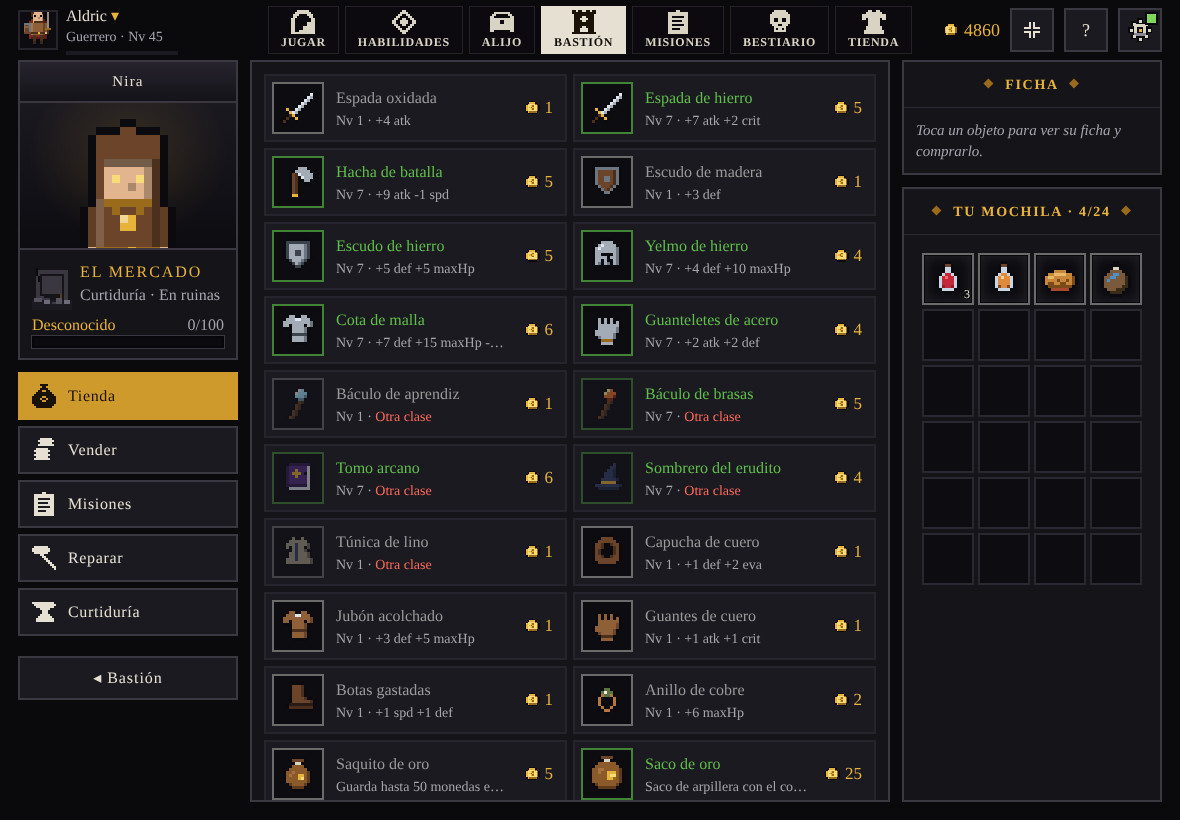 Aldric ▾
Guerrero · Nv 45
JUGAR
HABILIDADES
ALIJO
BASTIÓN
MISIONES
BESTIARIO
TIENDA
4860
?
Nira
EL MERCADO
Curtiduría · En ruinas
Desconocido 0/100
Tienda
Vender
Misiones
Reparar
Curtiduría
◂ Bastión
Espada oxidada
Nv 1 · +4 atk
1
Espada de hierro
Nv 7 · +7 atk +2 crit
5
Hacha de batalla
Nv 7 · +9 atk -1 spd
5
Escudo de madera
Nv 1 · +3 def
1
Escudo de hierro
Nv 7 · +5 def +5 maxHp
5
Yelmo de hierro
Nv 7 · +4 def +10 maxHp
4
Cota de malla
Nv 7 · +7 def +15 maxHp -…
6
Guanteletes de acero
Nv 7 · +2 atk +2 def
4
Báculo de aprendiz
Nv 1 · Otra clase
1
Báculo de brasas
Nv 7 · Otra clase
5
Tomo arcano
Nv 7 · Otra clase
6
Sombrero del erudito
Nv 7 · Otra clase
4
Túnica de lino
Nv 1 · Otra clase
1
Capucha de cuero
Nv 1 · +1 def +2 eva
1
Jubón acolchado
Nv 1 · +3 def +5 maxHp
1
Guantes de cuero
Nv 1 · +1 atk +1 crit
1
Botas gastadas
Nv 1 · +1 spd +1 def
1
Anillo de cobre
Nv 1 · +6 maxHp
2
Saquito de oro
Guarda hasta 50 monedas e…
5
Saco de oro
Saco de arpillera con el co…
25
FICHA
Toca un objeto para ver su ficha y
comprarlo.
TU MOCHILA · 4/24
3